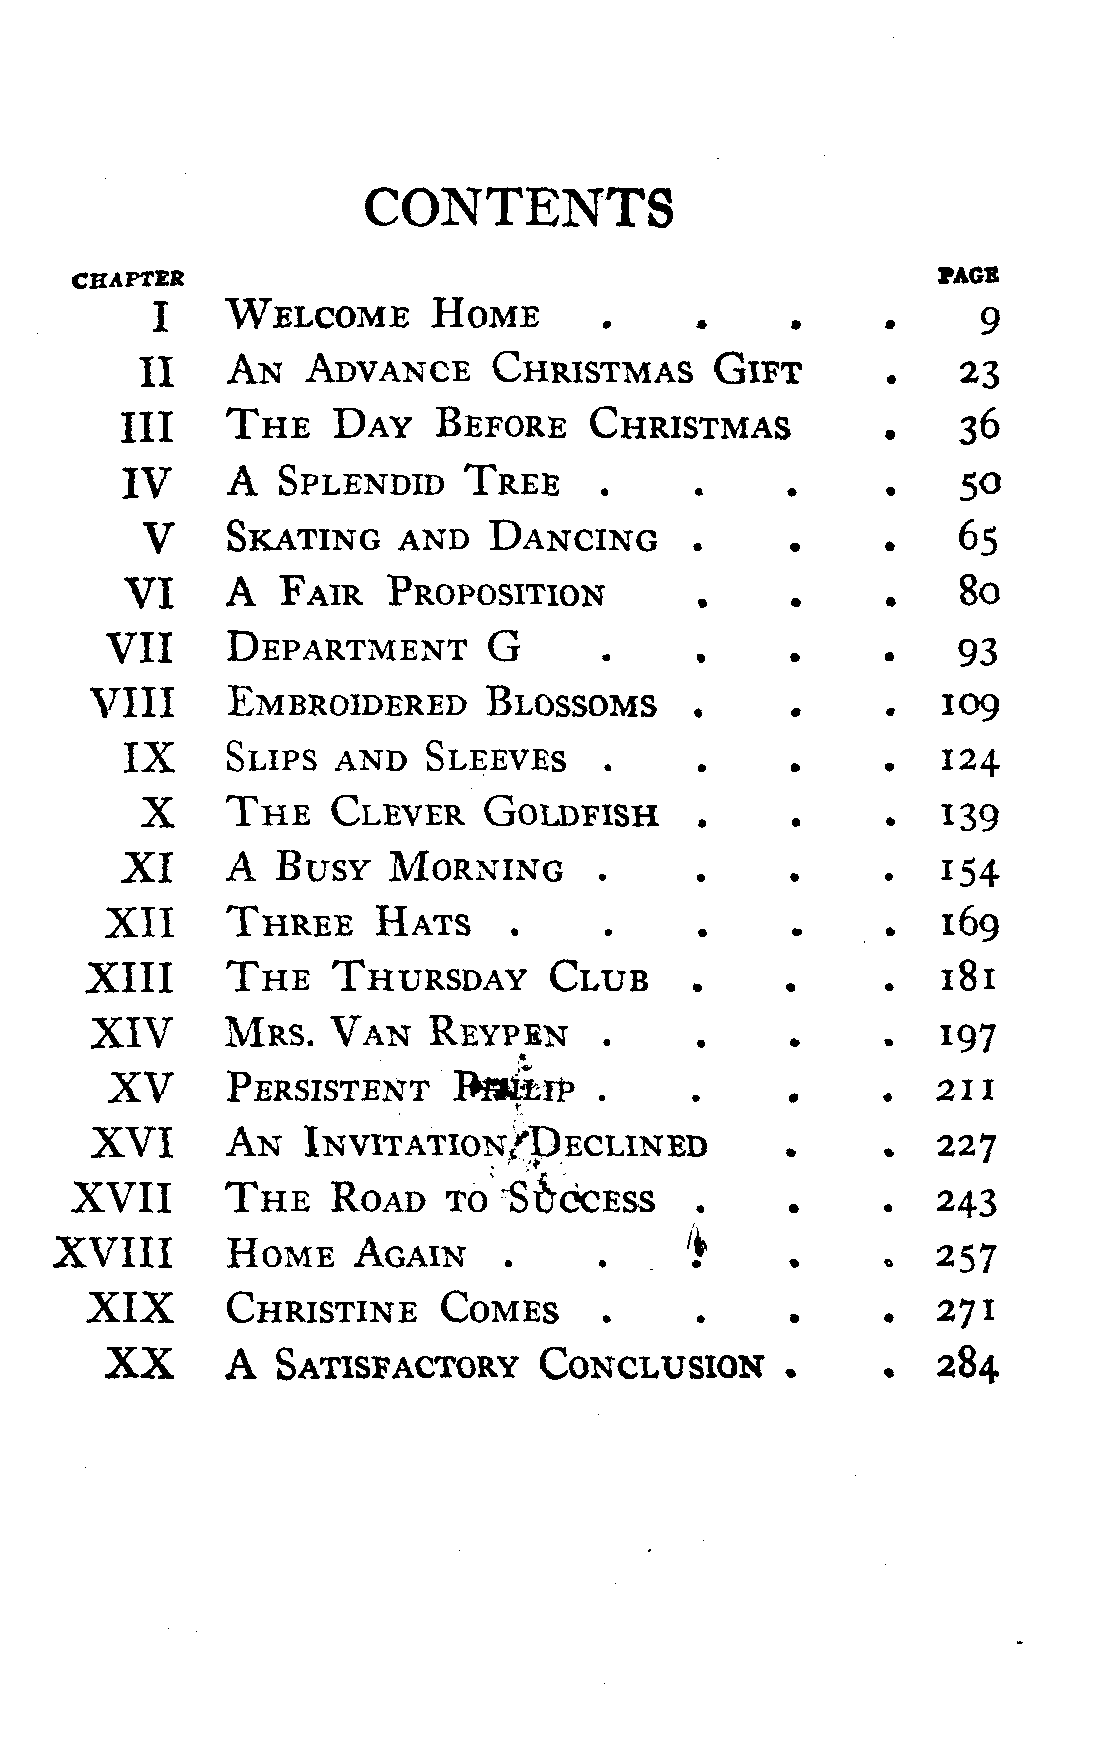 CONTENTS
CHAPTER PAGE
I WELCOME HOME . . . . 9
II AN ADVANCE CHRISTMAS GIFT . 23
III THE DAY BEFORE CHRISTMAS . 36
IV A SPLENDID TREE . . . . 50
V SKATING AND DANCING . . . 65
VI A FAIR PROPOSITION . . . 80
VII DEPARTMENT G . . . . 93
VIII EMBROIDERED BLOSSOMS . . . 109
IX SLIPS AND SLEEVES . . . . 124
X THE CLEVER GOLDFISH . . . 139
XI A BUSY MORNING . . . . 154
XII THREE HATS . . . . . 169
XIII THE THURSDAY CLUB . . . 181
XIV MRS. VAN REYPEN . . . . 197
XV PERSISTENT PHILIP . . . . 211
XVI AN INVITATION DECLINED . . 227
XVII THE ROAD TO SUCCESS . . . 243
XVIII HOME AGAIN . . . . . 257
XIX CHRISTINE COMES . . . . 271
XX A SATISFACTORY CONCLUSION . . 284